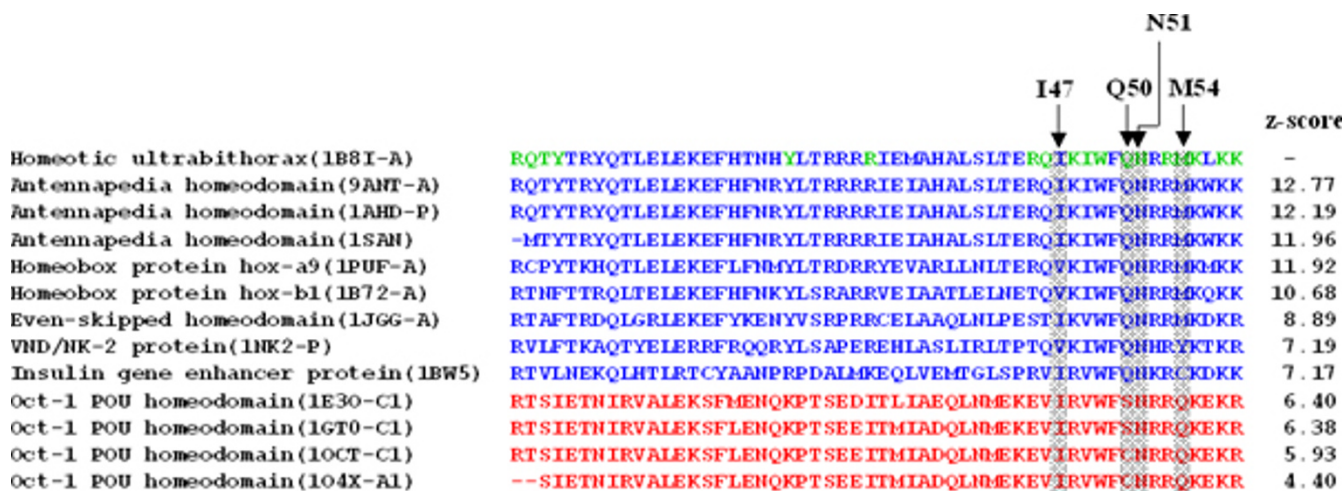 N51
I47 Q50 M54
z-score
Homeotic ultrabithorax(1B8I-A) RQTYTRYQTLELEKEFHTNHYLTRRRRIEMAHALSLTERQIKIWFQNRRMKLKK -
Antennapedia homeodomain(9ANT-A) RQTYTRYQTLELEKEFHFNRYLTRRRRIEIAHALSLTERQIKIWFQNRRMKWKK 12.77
Antennapedia homeodomain(1AHD-P) RQTYTRYQTLELEKEFHFNRYLTRRRRIEIAHALSLTERQIKIWFQNRRMKWKK 12.19
Antennapedia homeodomain(1SAN) -MTYTRYQTLELEKEFHFNRYLTRRRRIEIAHALSLTERQIKIWFQNRRMKWKK 11.96
Homeobox protein hox-a9(1PUF-A) RCPYTKHQTLELEKEFLFNMYLTRDRRYEVARLLNLTERQVKIWFQNRRMKMKK 11.92
Homeobox protein hox-b1(1B72-A) RTNFTTRQLTELEKEFHFNKYLSRARRVEIAATLELNETQVKIWFQNRRMKQKK 10.68
Even-skipped homeodomain(1JGG-A) RTAFTRDQLGRLEKEFYKENYVSRPRRCELAAQLNLPESTIKVWFQNRRMKDKR 8.89
VND/NK-2 protein(1NK2-P) RVLFTKAQTYELERRFRQQRYLSAPEREHLASLIRLTPTQVKIWFQNHRYKTKR 7.19
Insulin gene enhancer protein(1BW5) RTVLNEKQLHTLRTCYAANPRPDALMKEQLVEMTGLSPRVIRVWFQNKRCKDKK 7.17
Oct-1 POU homeodomain(1E3O-C1) RTSIETNIRVALEKSFMENQKPTSEDITLIAEQLNMEKEVIRVWFSNRRQKEKR 6.40
Oct-1 POU homeodomain(1GT0-C1) RTSIETNIRVALEKSFLENQKPTSEEITMIADQLNMEKEVIRVWFSNRRQKEKR 6.38
Oct-1 POU homeodomain(1OCT-C1) RTSIETNIRVALEKSFLENQKPTSEEITMIADQLNMEKEVIRVWFCNRRQKEKR 5.93
Oct-1 POU homeodomain(1O4X-A1) --SIETNIRVALEKSFLENQKPTSEEITMIADQLNMEKEVIRVWFCNRRQKEKR 4.40